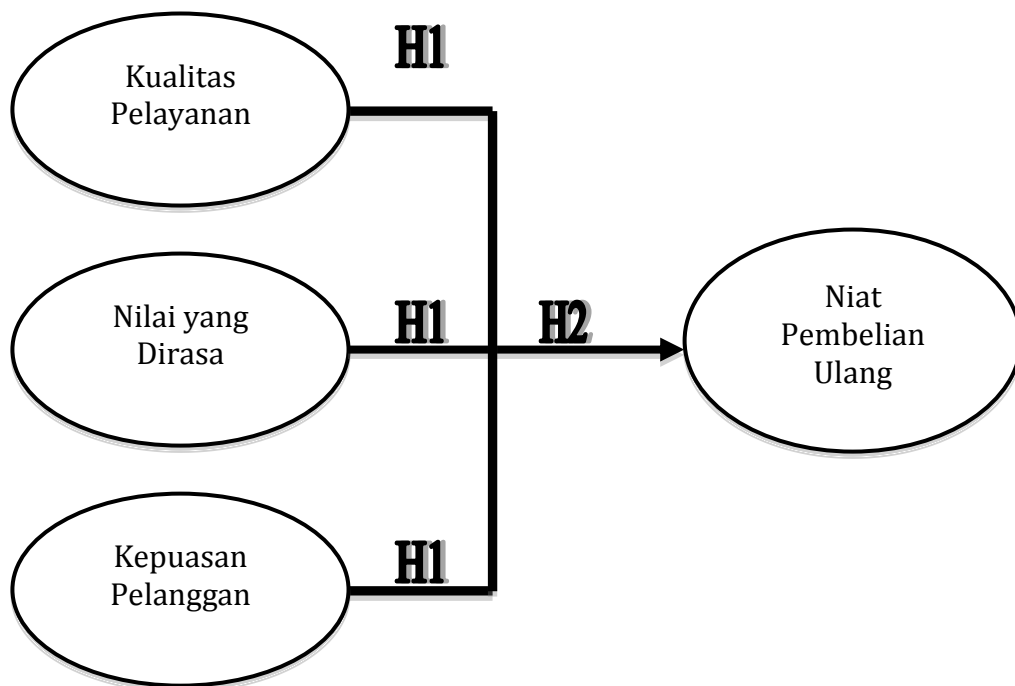 H1
Kualitas
Pelayanan
Nilai yang
Dirasa
H1
H2
Niat
Pembelian
Ulang
Kepuasan
Pelanggan
H1